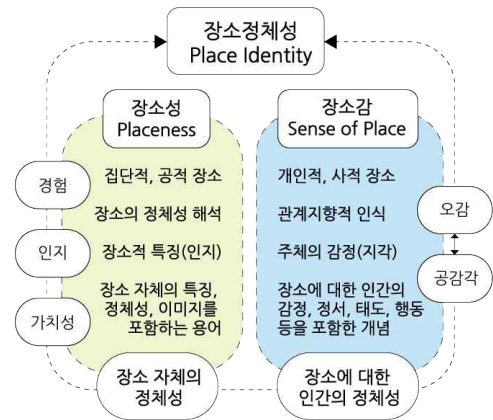 장소정체성
Place Identity
장소성
Placeness
집단적, 공적 장소
장소의 정체성 해석
장소적 특징(인지)
장소 자체의 특징,
정체성, 이미지를
포함하는 용어
장소 자체의
정체성
경험
인지
가치성
장소감
Sense of Place
개인적, 사적 장소
관계지향적 인식
주체의 감정(지각)
장소에 대한 인간의
감정, 정서, 태도, 행동
등을 포함한 개념
장소에 대한
인간의 정체성
오감
공감각